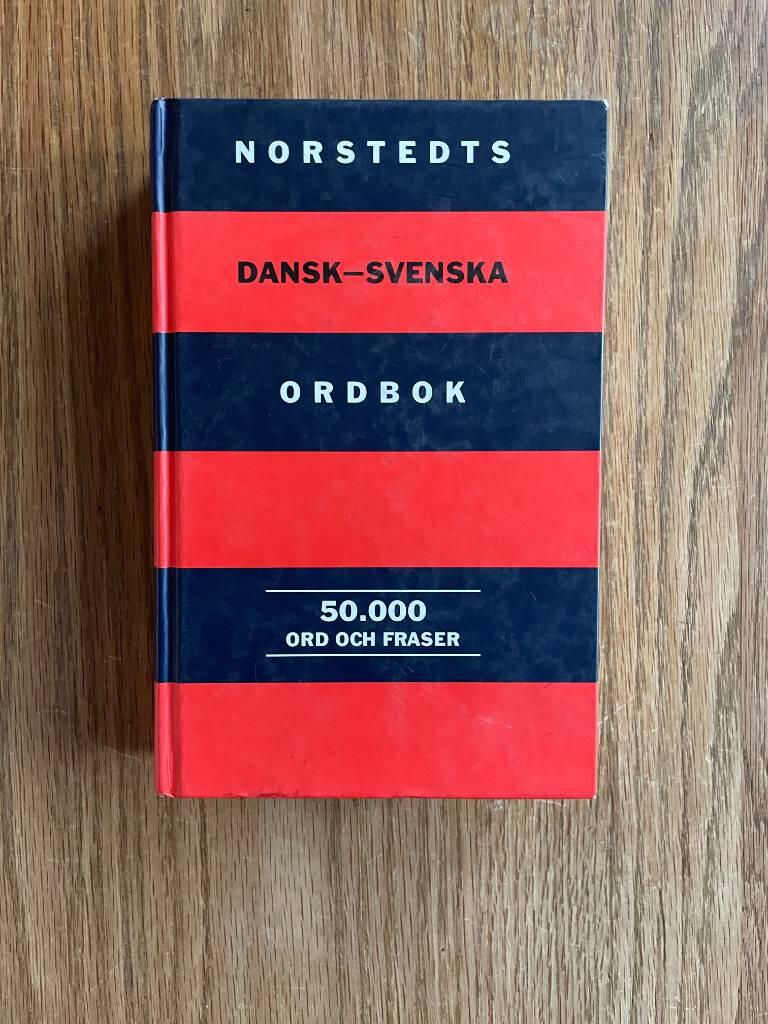 NORSTEDTS
DANSK–SVENSKA
ORDBOK
50.000
ORD OCH FRASER